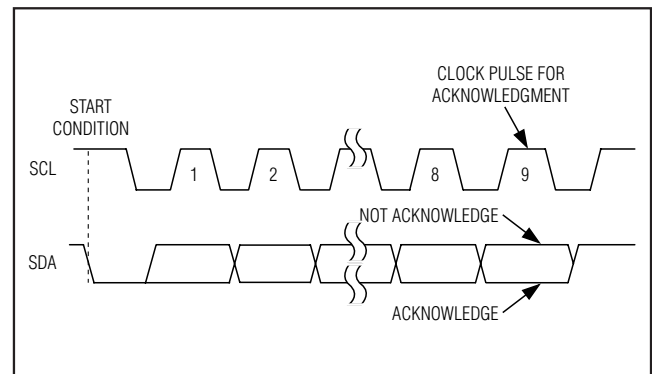 CLOCK PULSE FOR
ACKNOWLEDGMENT
START
CONDITION
SCL
1
2
8
9
NOT ACKNOWLEDGE
SDA
ACKNOWLEDGE